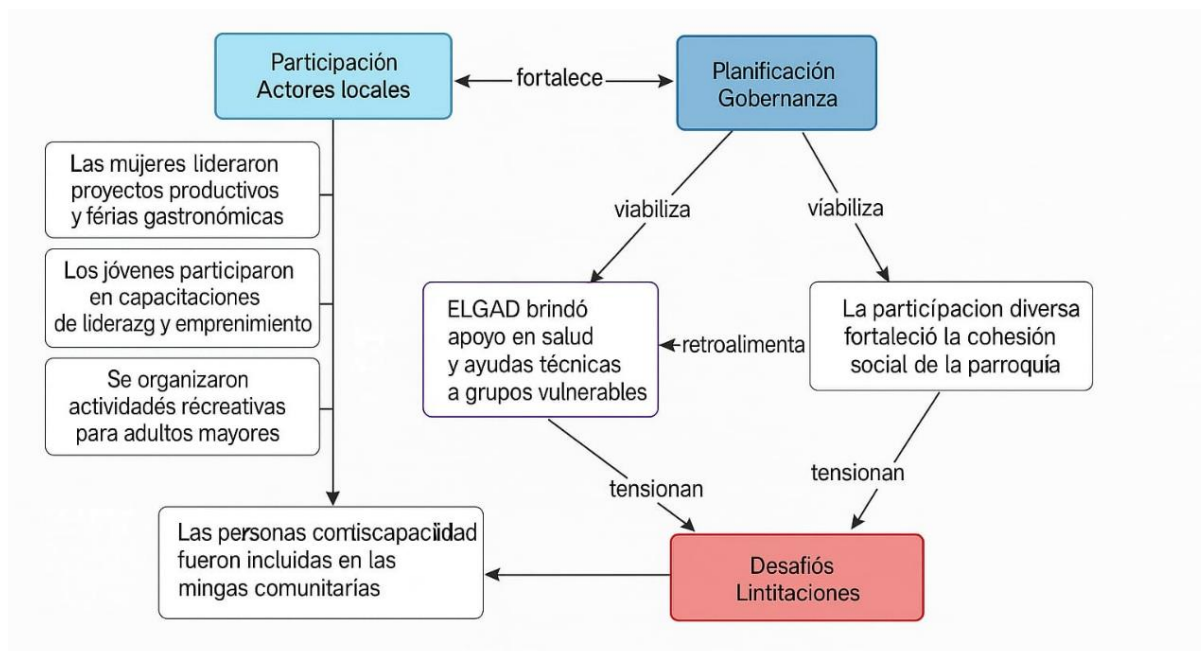 Participación
Actores locales
fortalece
Planificación
Gobernanza
Las mujeres lideraron
proyectos productivos
y férias gastronómicas
viabiliza
víabiliza
Los jóvenes participaron
en capacitaciones
de liderazg y emprenimiento
ELGAD brindó
apoyo en salud
y ayudas técnicas
a grupos vulnerables
retroalimenta
La partícípacion diversa
fortaleció la cohesión
social de la parroquía
Se organizaron
actividadés récreativas
para adultos mayores
tensionan
tensionan
Las personas
fueron incluidas en las
mingas comunitarías
Desafiós
Lintitaciones